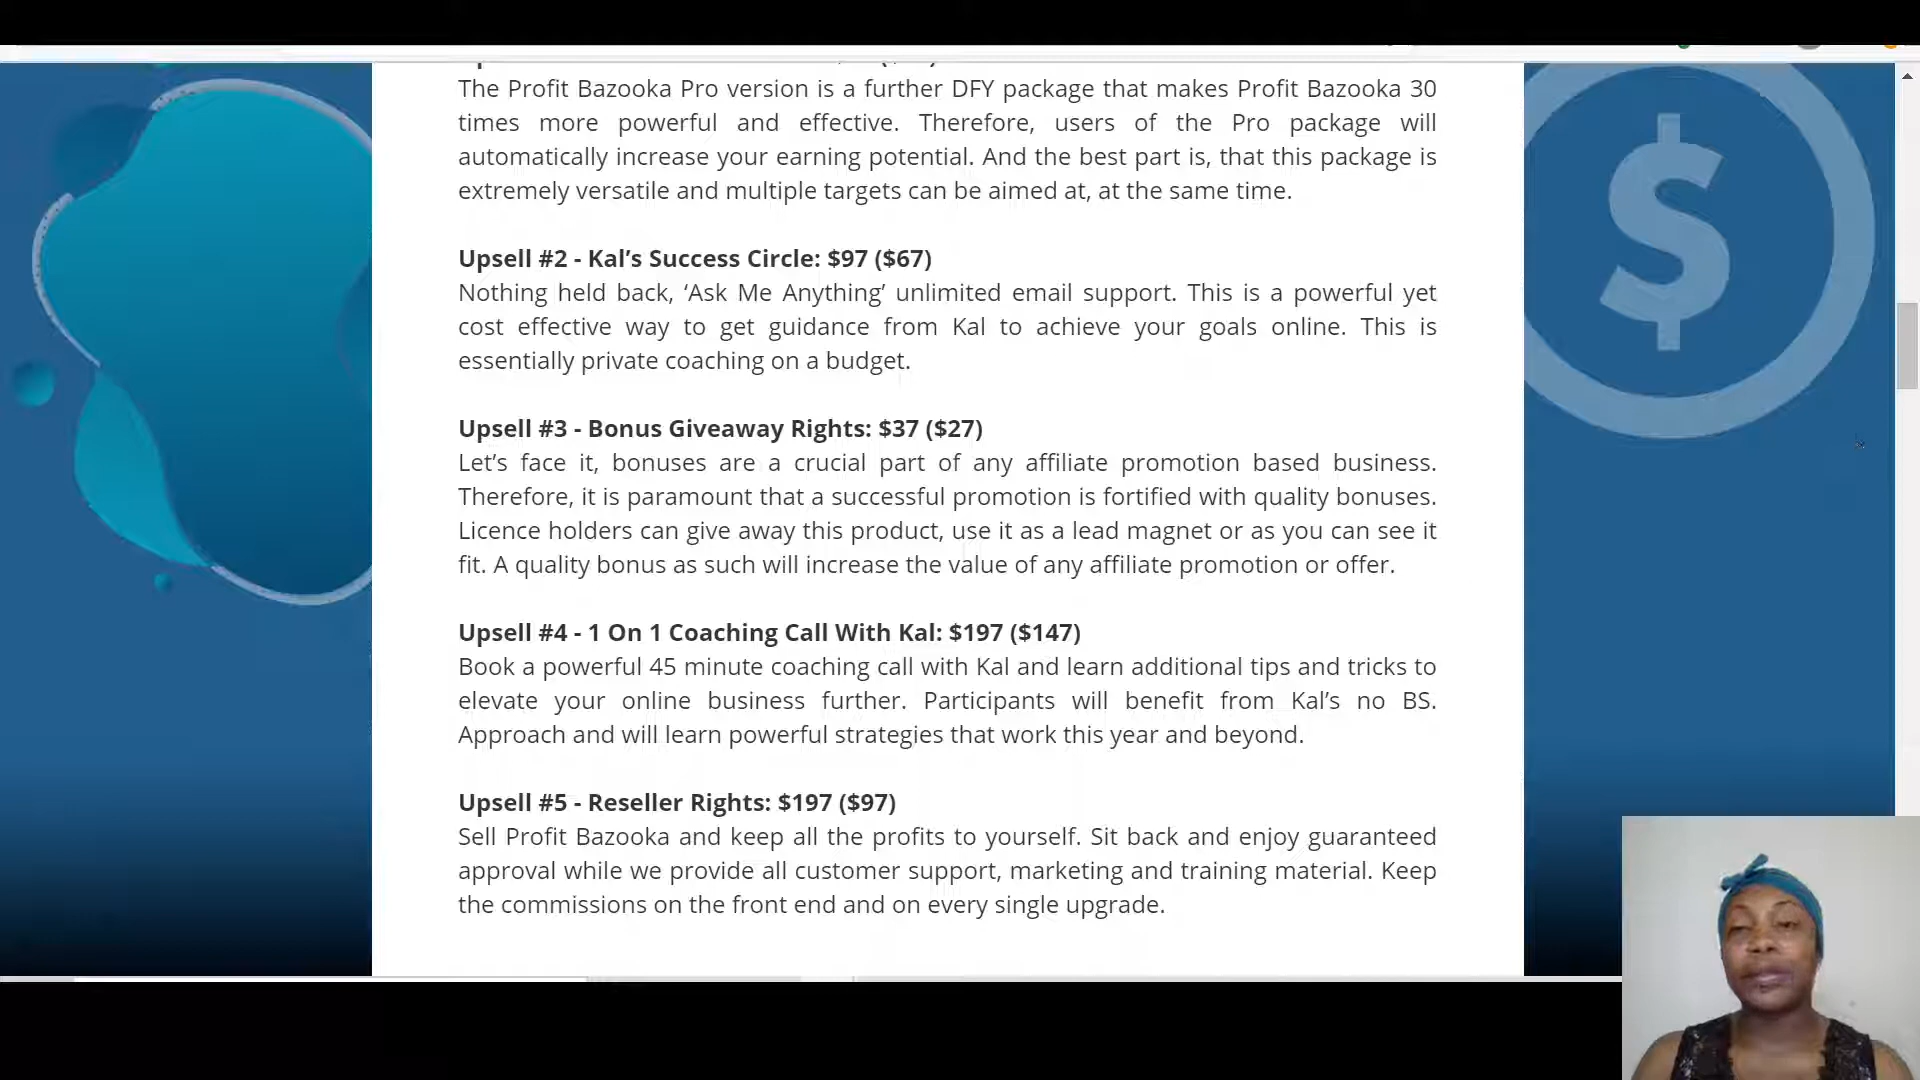 The Profit Bazooka Pro version is a further DFY package that makes Profit Bazooka 30
times more powerful and effective. Therefore, users of the Pro package will
automatically increase your earning potential. And the best part is, that this package is
extremely versatile and multiple targets can be aimed at, at the same time.
Upsell #2 - Kal’s Success Circle: $97 ($67)
Nothing held back, ‘Ask Me Anything’ unlimited email support. This is a powerful yet
cost effective way to get guidance from Kal to achieve your goals online. This is
essentially private coaching on a budget.
Upsell #3 - Bonus Giveaway Rights: $37 ($27)
Let’s face it, bonuses are a crucial part of any affiliate promotion based business.
Therefore, it is paramount that a successful promotion is fortified with quality bonuses.
Licence holders can give away this product, use it as a lead magnet or as you can see it
fit. A quality bonus as such will increase the value of any affiliate promotion or offer.
Upsell #4 - 1 On 1 Coaching Call With Kal: $197 ($147)
Book a powerful 45 minute coaching call with Kal and learn additional tips and tricks to
elevate your online business further. Participants will benefit from Kal’s no BS.
Approach and will learn powerful strategies that work this year and beyond.
Upsell #5 - Reseller Rights: $197 ($97)
Sell Profit Bazooka and keep all the profits to yourself. Sit back and enjoy guaranteed
approval while we provide all customer support, marketing and training material. Keep
the commissions on the front end and on every single upgrade.
$